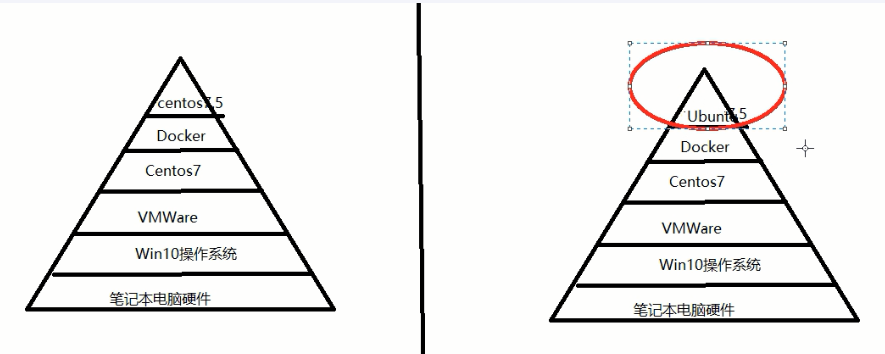 centos7.5
Docker
Centos7
VMWare
Win10操作系统
笔记本电脑硬件
Ubunt7.5
Docker
Centos7
VMWare
Win10操作系统
笔记本电脑硬件